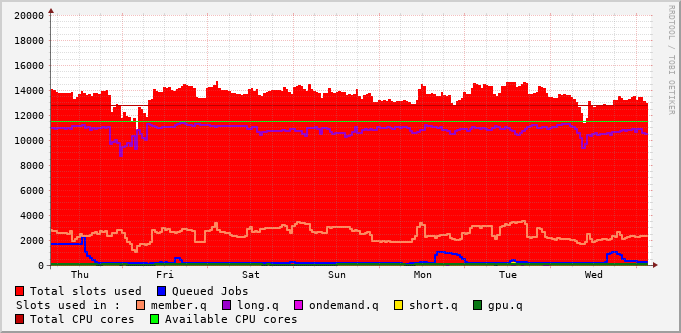 20000
18000
16000
14000
12000
10000
8000
6000
4000
2000
0
Thu Fri Sat Sun Mon Tue Wed
RRDTOOL / TOBI OETIKER
Total slots used Queued Jobs
Slots used in : member.q long.q ondemand.q short.q gpu.q
Total CPU cores Available CPU cores